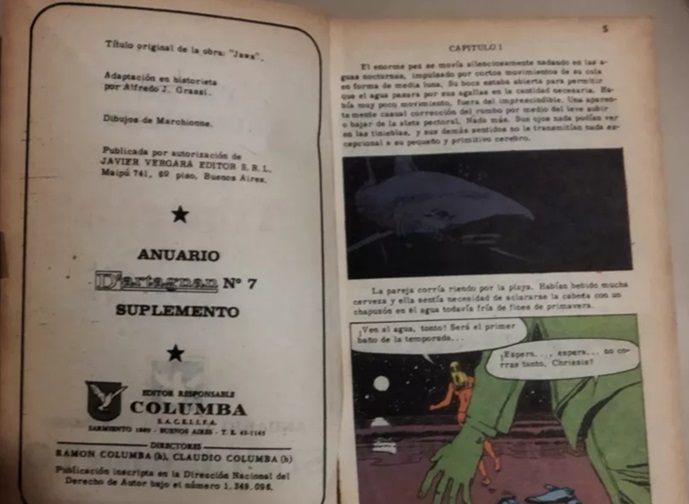 Título original de la obra: "Jaws".
Adaptación en historieta
por Alfredo J. Grassi.
Dibujos de Marchionne.
Publicada por autorización de
JAVIER VERGARA EDITOR S.R.L.
Maipú 741, 6º piso, Buenos Aires.
ANUARIO
D'artagnan Nº 7
SUPLEMENTO
EDITOR RESPONSABLE
COLUMBA
S.A.C.E.I.I.F.A.
SARMIENTO 1889 - BUENOS AIRES - T. E. 45-1145
DIRECTORES
RAMON COLUMBA (h), CLAUDIO COLUMBA (h)
Publicación inscripta en la Dirección Nacional del
Derecho de Autor bajo el número 1.349.094.
5
CAPITULO I
El enorme pez se movía silenciosamente nadando en las a-
guas nocturnas, impulsado por cortos movimientos de su cola
en forma de media luna. Su boca estaba abierta para permitir
que el agua pasara por sus agallas en la cantidad necesaria. Ha-
bía muy poco movimiento, fuera del imprescindible. Una aparen-
temente casual corrección del rumbo por medio del leve subir
o bajar de la aleta pectoral. Nada más. Sus ojos nada podían ver
en las tinieblas, y sus demás sentidos no le transmitían nada ex-
cepcional a su pequeño y primitivo cerebro.
La pareja corría riendo por la playa. Habían bebido mucha
cerveza y ella sentía necesidad de aclararse la cabeza con un
chapuzón en el agua todavía fría de fines de primavera.
¡Ven al agua, tonto! Será el primer
baño de la temporada...
¡Espera..., espera... no co-
rras tanto, Chrissie!